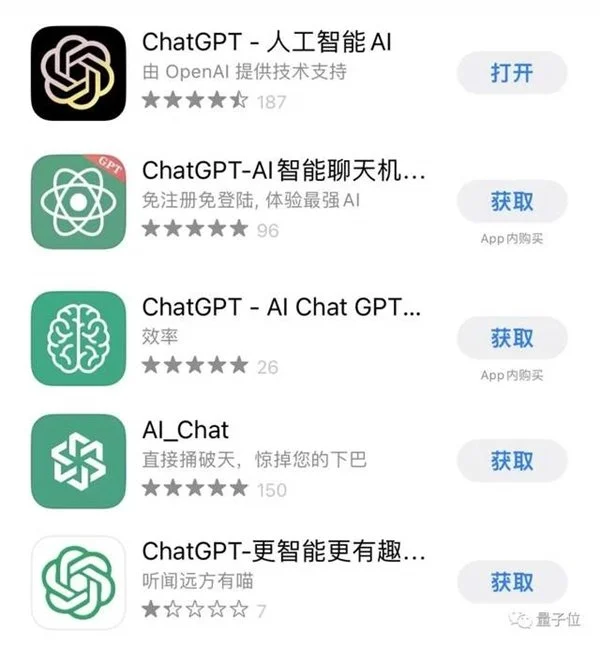 ChatGPT - 人工智能AI
由 OpenAI 提供技术支持
187
打开
GPT
ChatGPT-AI智能聊天机...
免注册免登陆, 体验最强AI
96
获取
App内购买
ChatGPT - AI Chat GPT...
效率
26
获取
App内购买
AI_Chat
直接捅破天，惊掉您的下巴
150
获取
ChatGPT-更智能更有趣...
听闻远方有喵
7
获取
量子位